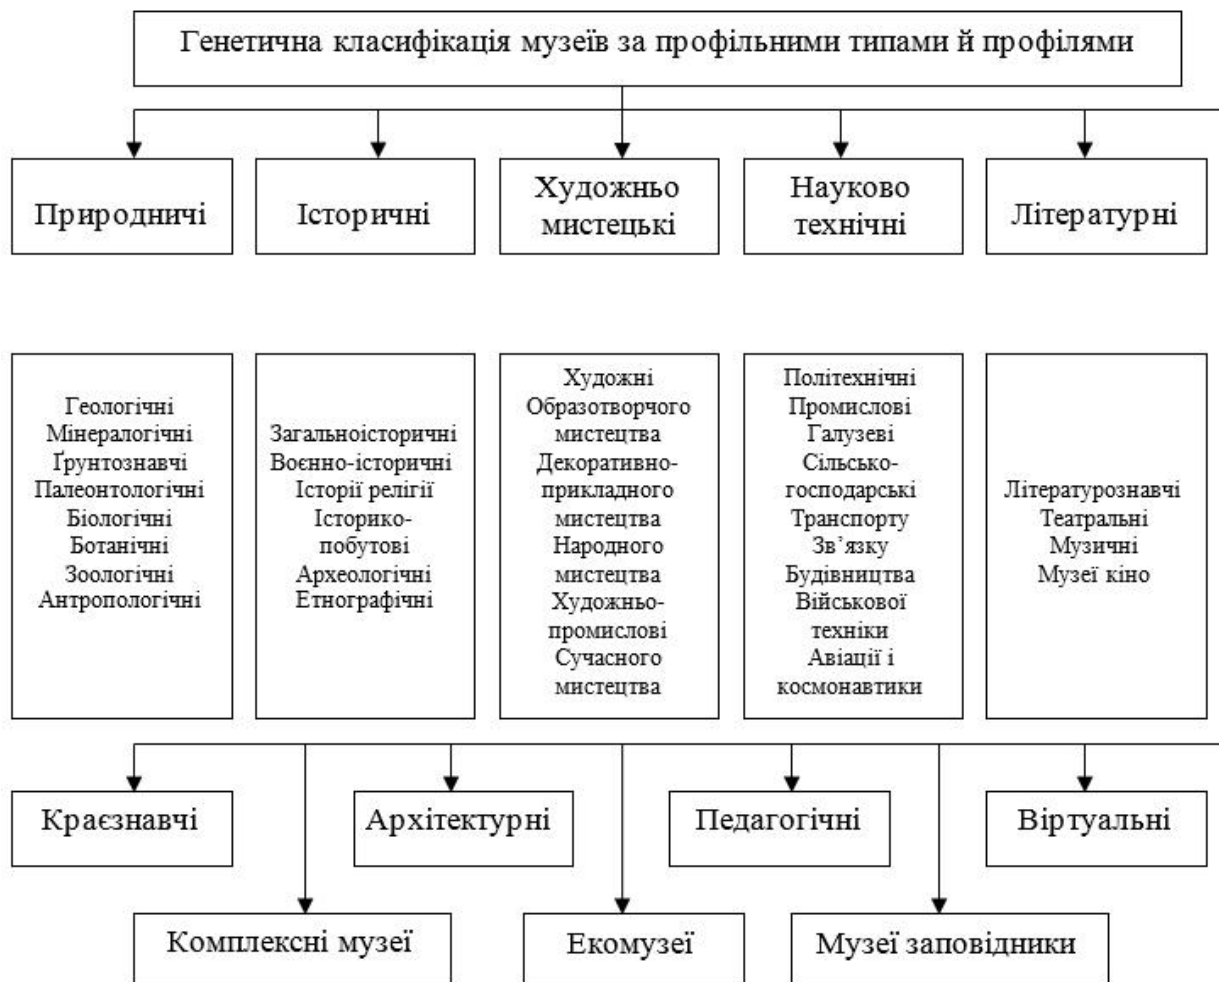 Генетична класифікація музеїв за профільними типами й профілями
Природничі
Історичні
Художньо
мистецькі
Науково
технічні
Літературні
Геологічні
Мінералогічні
Ґрунтознавчі
Палеонтологічні
Біологічні
Ботанічні
Зоологічні
Антропологічні
Загальноісторичні
Воєнно-історичні
Історії релігії
Історико-
побутові
Археологічні
Етнографічні
Художні
Образотворчого
мистецтва
Декоративно-
прикладного
мистецтва
Народного
мистецтва
Художньо-
промислові
Сучасного
мистецтва
Політехнічні
Промислові
Галузеві
Сільсько-
господарські
Транспорту
Зв’язку
Будівництва
Військової
техніки
Авіації і
космонавтики
Літературознавчі
Театральні
Музичні
Музеї кіно
Краєзнавчі
Архітектурні
Педагогічні
Віртуальні
Комплексні музеї
Екомузеї
Музеї заповідники